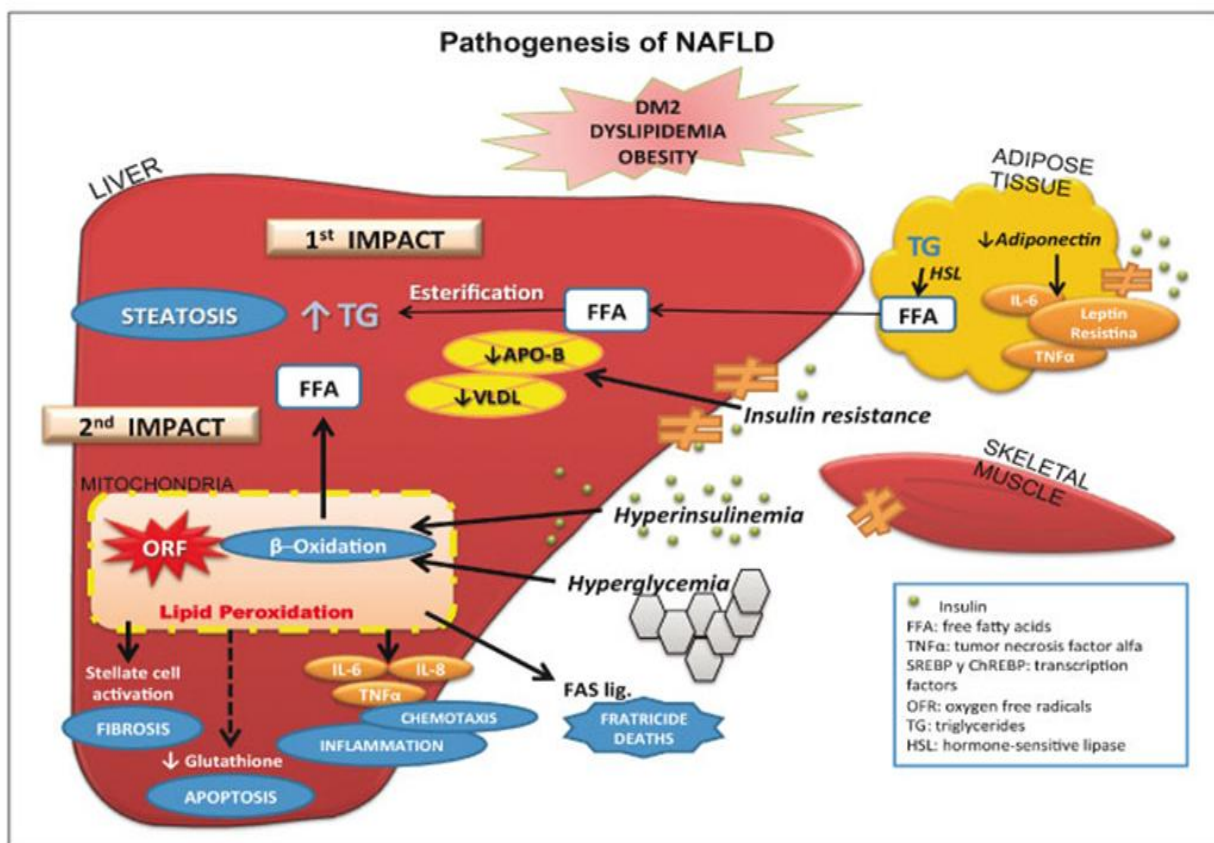 Pathogenesis of NAFLD
DM2
DYSLIPIDEMIA
OBESITY
LIVER
ADIPOSE
TISSUE
1st IMPACT
TG
↓ Adiponectin
HSL
IL-6
FFA
Leptin
Resistina
TNFα
STEATOSIS
↑ TG
Esterification
FFA
↓APO-B
↓VLDL
Insulin resistance
FFA
2nd IMPACT
SKELETAL
MUSCLE
MITOCHONDRIA
ORF
β–Oxidation
Hyperinsulinemia
Hyperglycemia
Lipid Peroxidation
Stellate cell
activation
FIBROSIS
IL-6
IL-8
TNFα
CHEMOTAXIS
INFLAMMATION
FAS lig.
FRATRICIDE
DEATHS
↓ Glutathione
APOPTOSIS
Insulin
FFA: free fatty acids
TNFα: tumor necrosis factor alfa
SREBP y ChREBP: transcription
factors
OFR: oxygen free radicals
TG: triglycerides
HSL: hormone-sensitive lipase